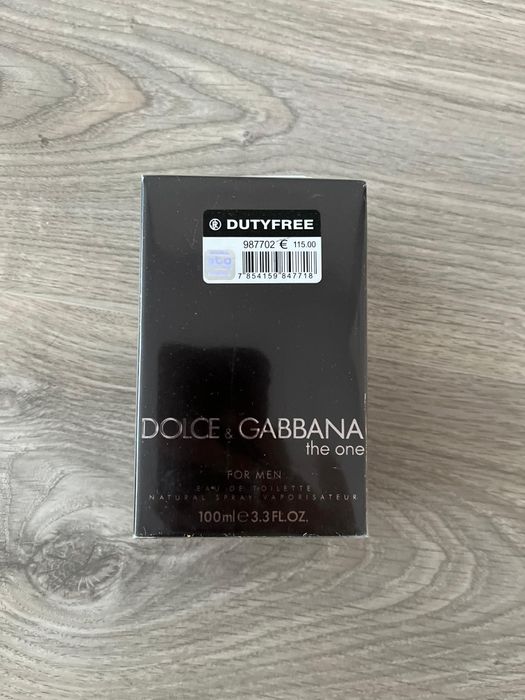 ® DUTYFREE
987702 € 115.00
7 854159 847718
DOLCE & GABBANA
the one
FOR MEN
EAU DE TOILETTE
NATURAL SPRAY VAPORISATEUR
100ml e 3.3 FL.OZ.